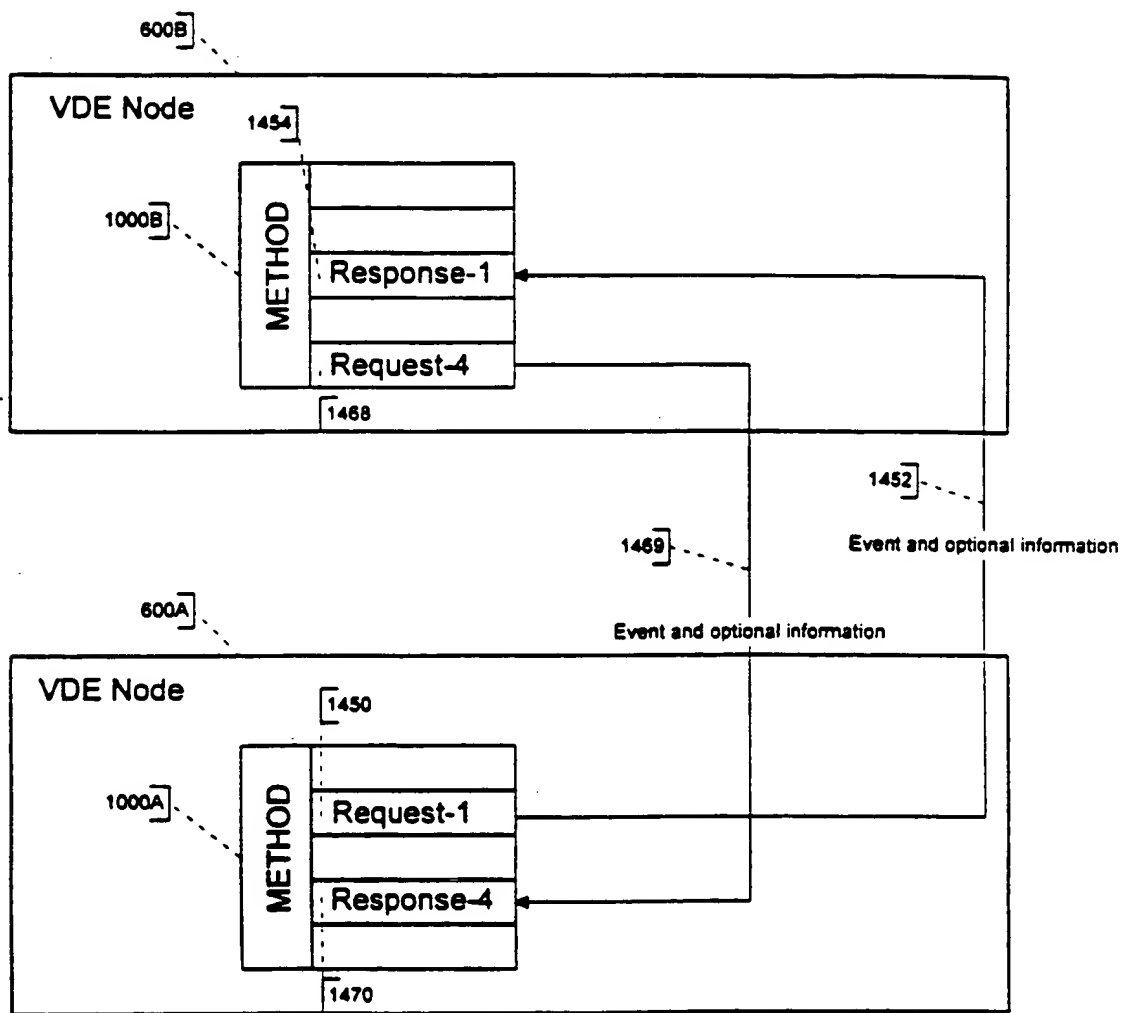 600B
VDE Node
1454
1000B
METHOD
Response-1
Request-4
1468
1452
Event and optional information
1469
600A
Event and optional information
VDE Node
1450
1000A
METHOD
Request-1
Response-4
1470